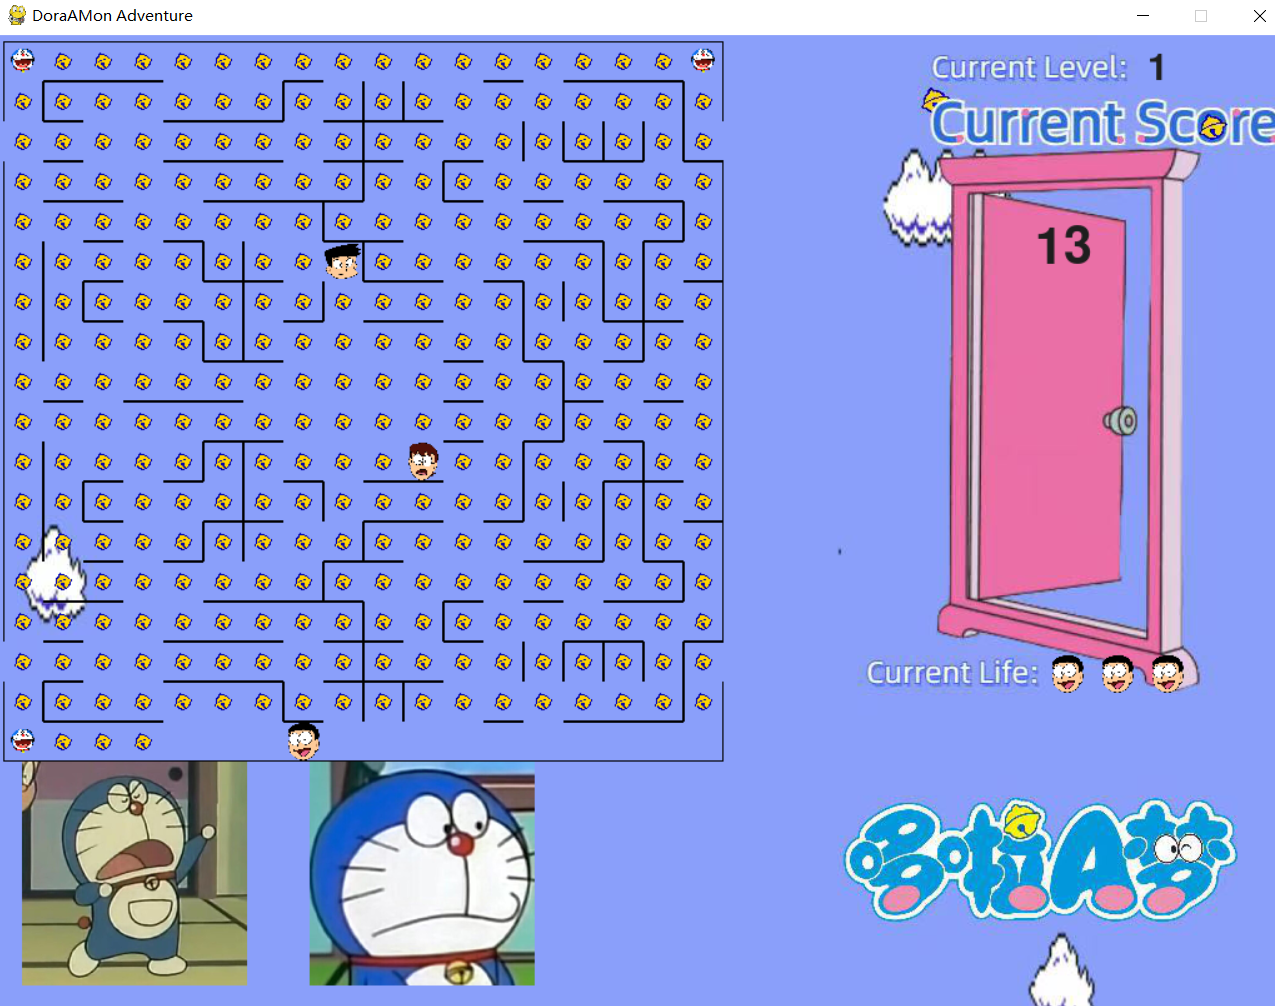 DoraAMon Adventure
Current Level: 1
Current Score
13
Current Life:
哆啦A梦